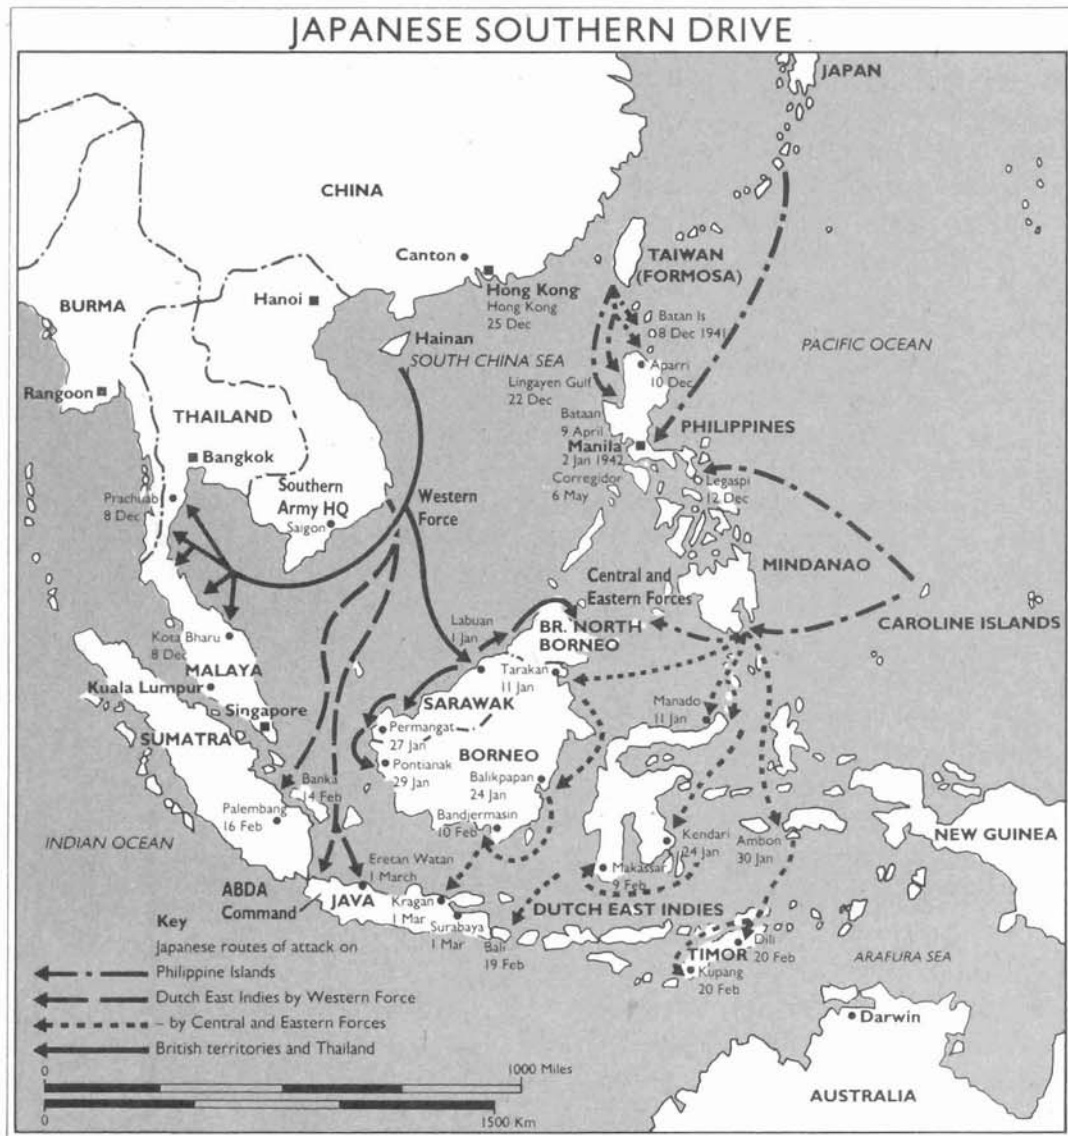 JAPANESE SOUTHERN DRIVE
JAPAN
CHINA
Canton
TAIWAN
(FORMOSA)
BURMA
Hanoi
Hong Kong
Hong Kong
25 Dec
Batan Is
8 Dec 1941
Hainan
SOUTH CHINA SEA
PACIFIC OCEAN
Aparri
10 Dec
Lingayen Gulf
22 Dec
Rangoon
THAILAND
Bataan
9 April
PHILIPPINES
Manila
2 Jan 1942
Corregidor
6 May
Bangkok
Legaspi
12 Dec
Prachuab
8 Dec
Southern
Army HQ
Saigon
Western
Force
MINDANAO
Central and
Eastern Forces
CAROLINE ISLANDS
Labuan
1 Jan
BR. NORTH
BORNEO
Kota Bharu
8 Dec
MALAYA
Kuala Lumpur
Tarakan
11 Jan
Singapore
SARAWAK
Manado
11 Jan
SUMATRA
Permangat
27 Jan
BORNEO
Pontianak
29 Jan
Balikpapan
24 Jan
Banka
14 Feb
Palembang
16 Feb
Bandjermasin
10 Feb
INDIAN OCEAN
Kendari
24 Jan
Ambon
30 Jan
NEW GUINEA
Eretan Watan
1 March
Makassar
9 Feb
ABDA
Command
JAVA
Kragan
1 Mar
DUTCH EAST INDIES
Surabaya
1 Mar
Bali
19 Feb
Dili
20 Feb
TIMOR
Kupang
20 Feb
ARAFURA SEA
Darwin
AUSTRALIA
Key
Japanese routes of attack on
Philippine Islands
Dutch East Indies by Western Force
– by Central and Eastern Forces
British territories and Thailand
0 1000 Miles
0 1500 Km